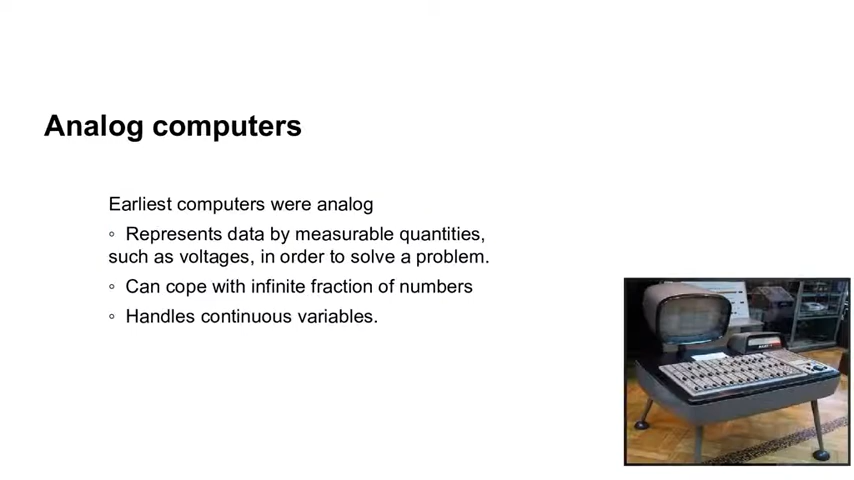 Analog computers
Earliest computers were analog
◦ Represents data by measurable quantities,
such as voltages, in order to solve a problem.
◦ Can cope with infinite fraction of numbers
◦ Handles continuous variables.